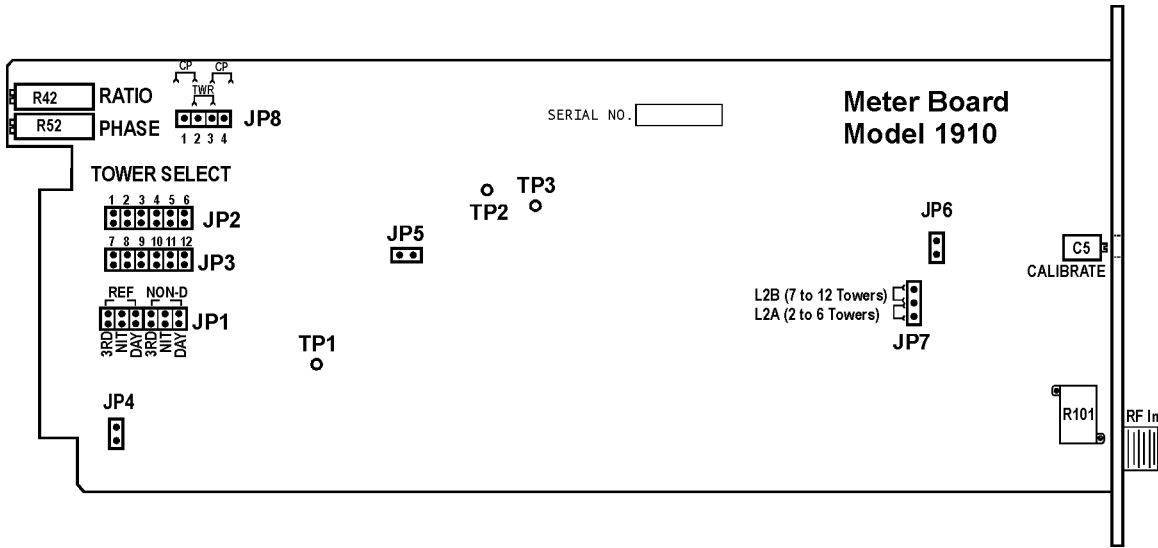 CP CP
TWR
R42 RATIO
R52 PHASE
JP8
1 2 3 4
SERIAL NO.
Meter Board
Model 1910
TOWER SELECT
1 2 3 4 5 6
JP2
7 8 9 10 11 12
JP3
REF NON-D
JP1
3RD NIT DAY 3RD NIT DAY
JP4
TP1
JP5
TP2
TP3
JP6
L2B (7 to 12 Towers)
L2A (2 to 6 Towers)
JP7
C5
CALIBRATE
R101
RF In